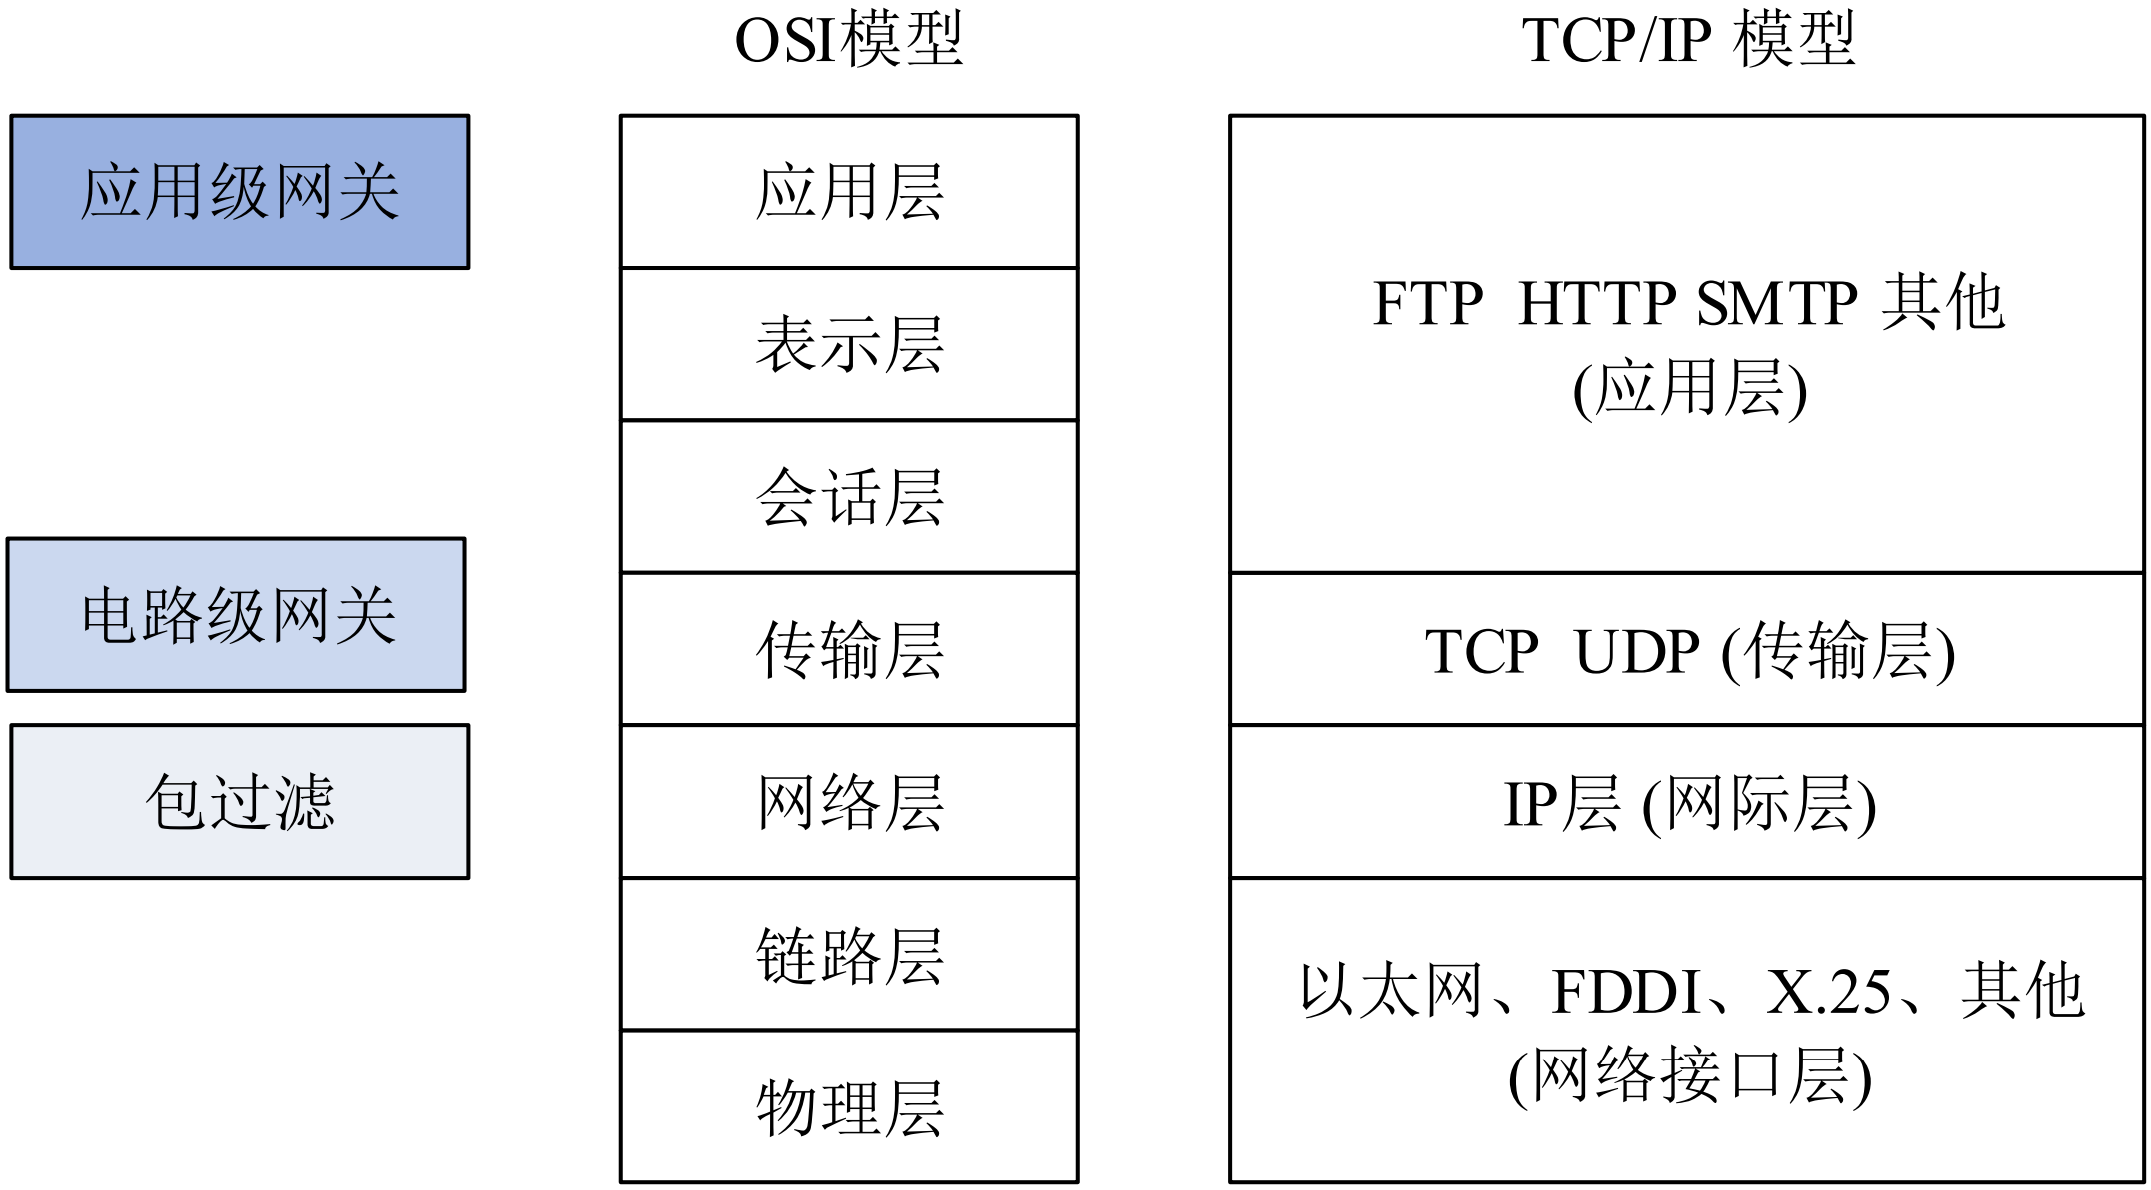 OSI模型
TCP/IP 模型
应用级网关
电路级网关
包过滤
应用层
表示层
会话层
传输层
网络层
链路层
物理层
FTP  HTTP SMTP 其他
(应用层)
TCP  UDP (传输层)
IP层 (网际层)
以太网、FDDI、X.25、其他
(网络接口层)